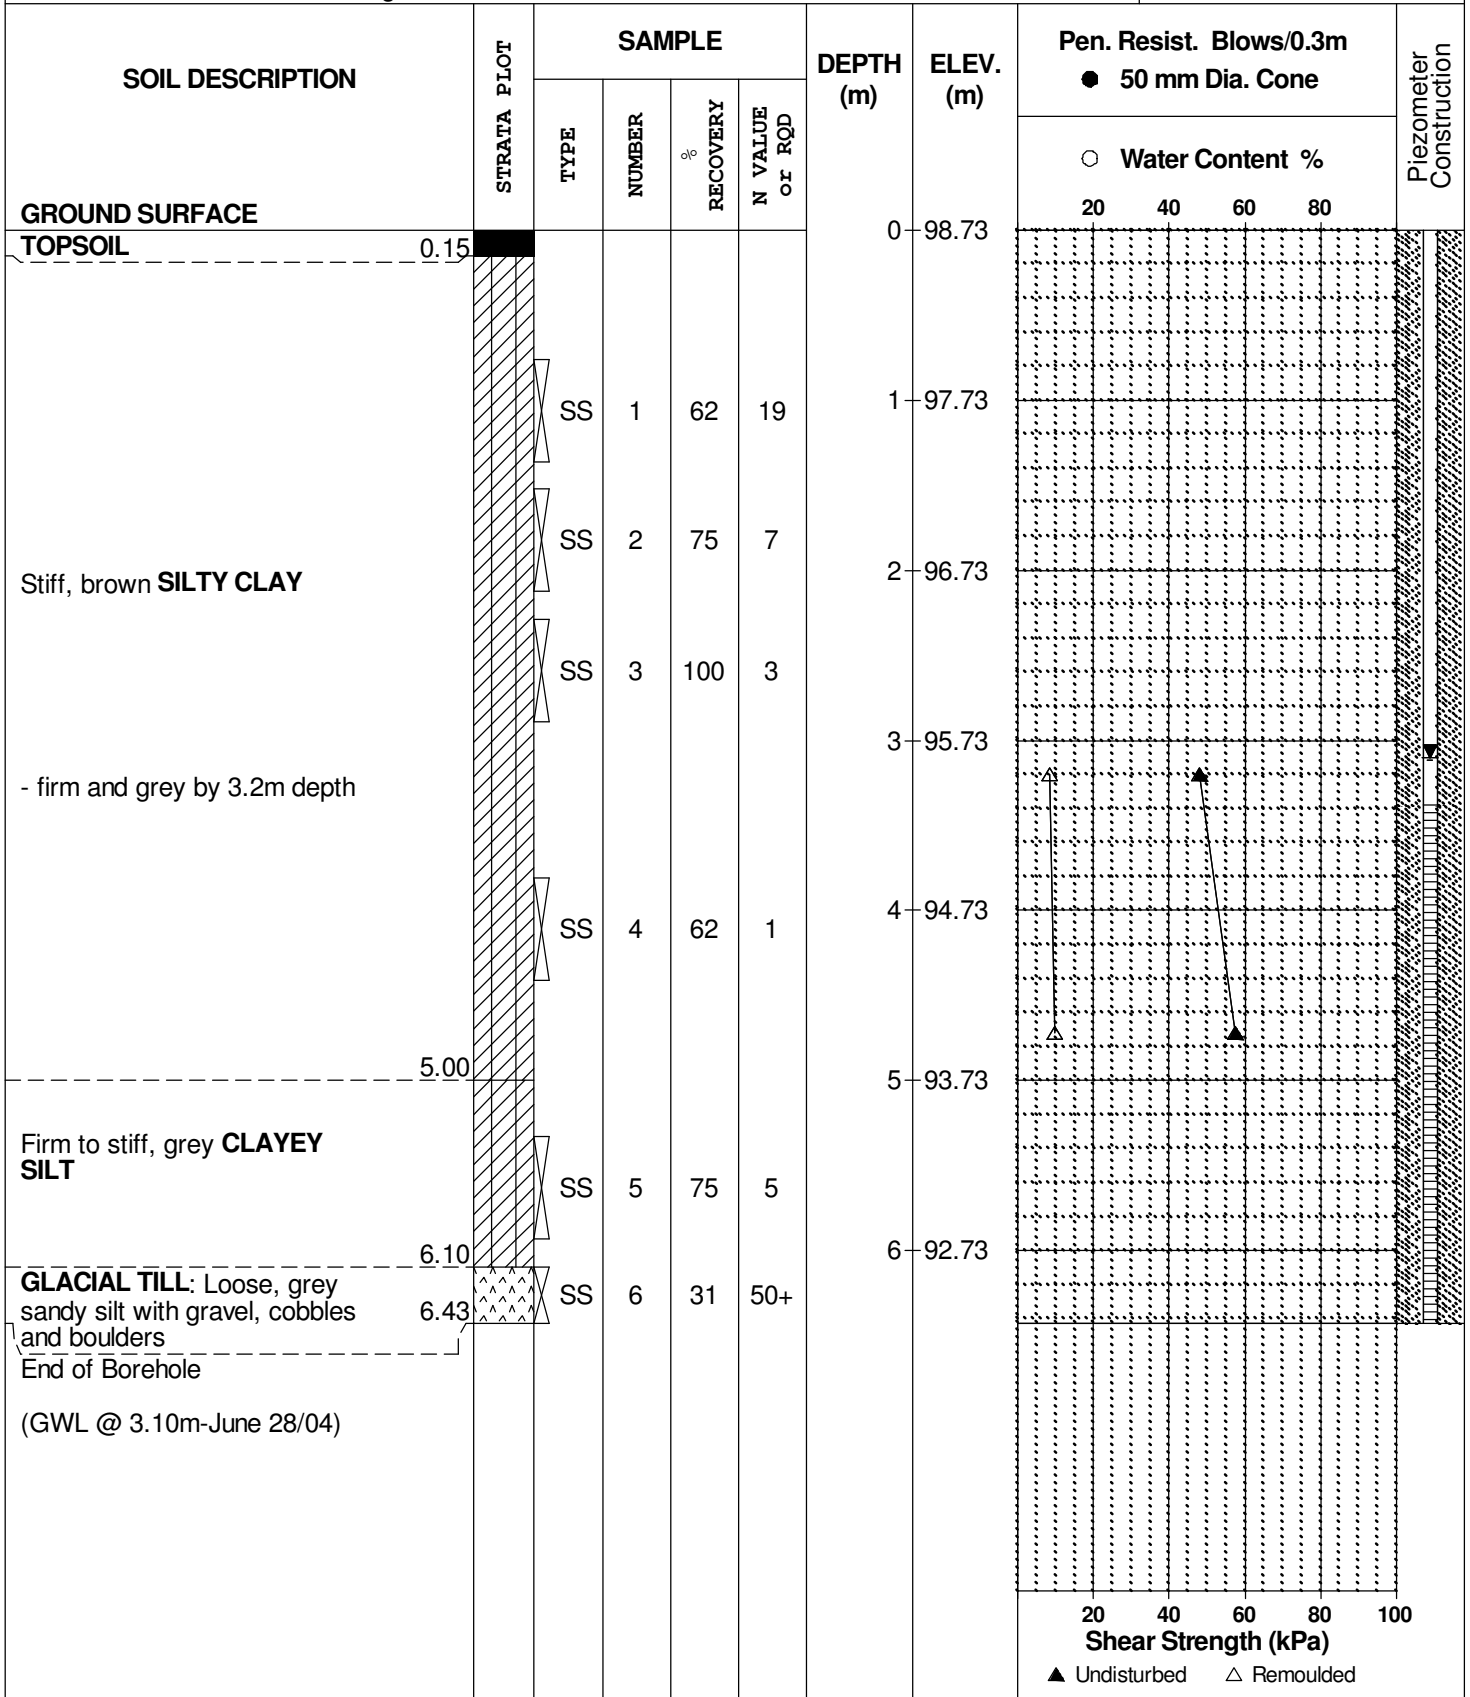 SOIL DESCRIPTION
STRATA PLOT
SAMPLE
TYPE
NUMBER
% RECOVERY
N VALUE or RQD
DEPTH (m)
ELEV. (m)
Pen. Resist. Blows/0.3m
● 50 mm Dia. Cone
○ Water Content %
Piezometer Construction
20 40 60 80
GROUND SURFACE
0 98.73
TOPSOIL 0.15
SS 1 62 19
1 97.73
SS 2 75 7
2 96.73
Stiff, brown SILTY CLAY
SS 3 100 3
3 95.73
- firm and grey by 3.2m depth
4 94.73
SS 4 62 1
5.00
5 93.73
Firm to stiff, grey CLAYEY
SILT
SS 5 75 5
6.10
6 92.73
GLACIAL TILL: Loose, grey
sandy silt with gravel, cobbles
and boulders
6.43
SS 6 31 50+
End of Borehole
(GWL @ 3.10m-June 28/04)
20 40 60 80 100
Shear Strength (kPa)
▲ Undisturbed △ Remoulded